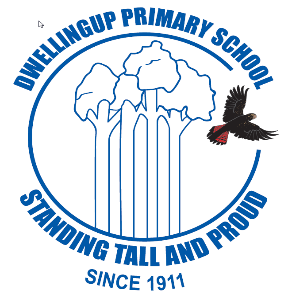 DWELLINGUP PRIMARY SCHOOL
STANDING TALL AND PROUD
SINCE 1911